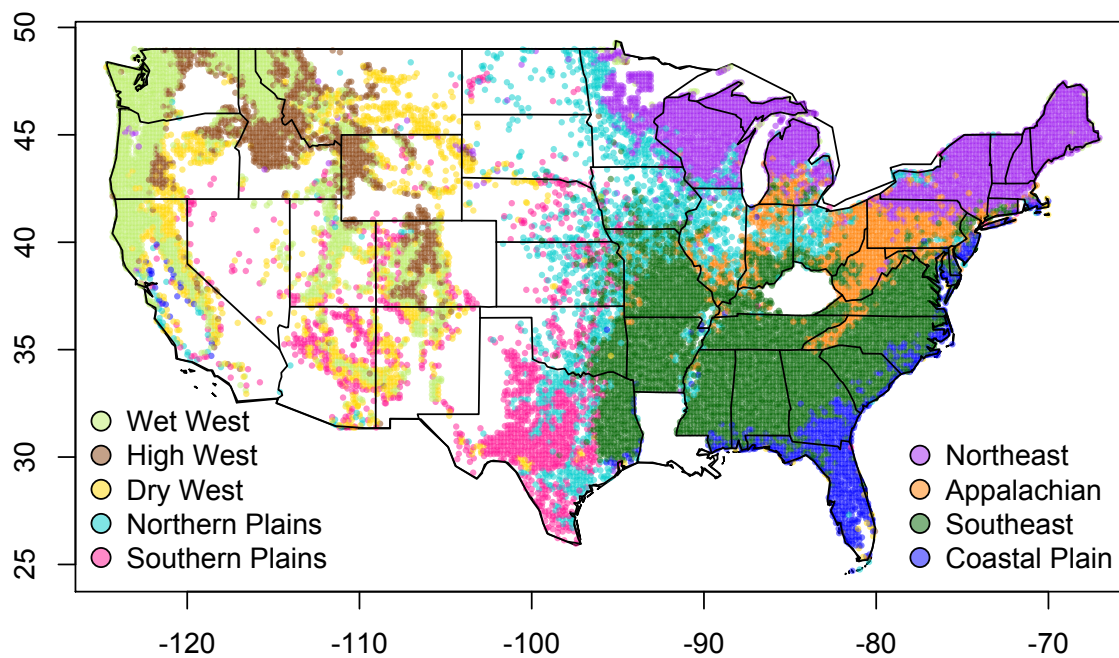 50
45
40
35
30
25
Wet West
High West
Dry West
Northern Plains
Southern Plains
Northeast
Appalachian
Southeast
Coastal Plain
-120 -110 -100 -90 -80 -70